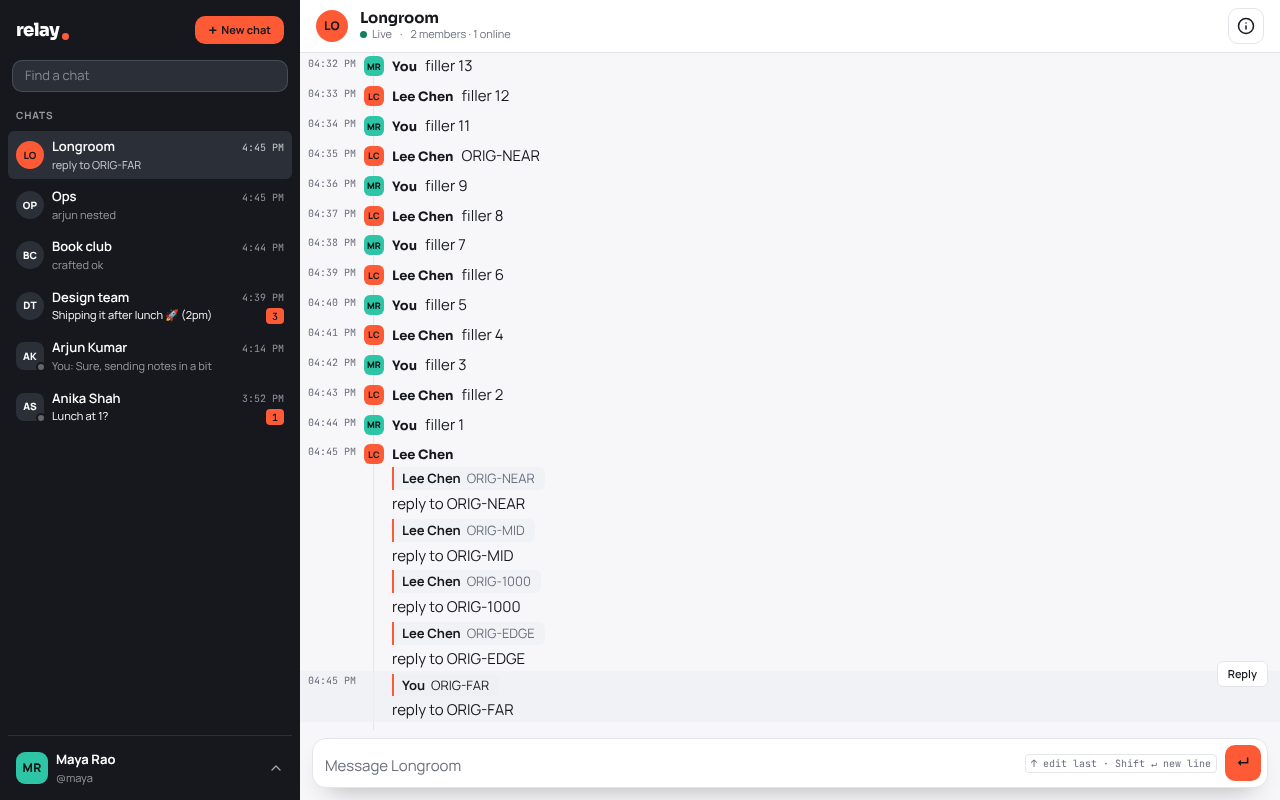 relay.
+ New chat
Find a chat
CHATS
LO Longroom 4:45 PM
reply to ORIG-FAR
OP Ops 4:45 PM
arjun nested
BC Book club 4:44 PM
crafted ok
DT Design team 4:39 PM
Shipping it after lunch 🚀 (2pm) 3
AK Arjun Kumar 4:14 PM
You: Sure, sending notes in a bit
AS Anika Shah 3:52 PM
Lunch at 1? 1
MR Maya Rao
@maya
LO Longroom
Live · 2 members · 1 online
04:32 PM MR You filler 13
04:33 PM LC Lee Chen filler 12
04:34 PM MR You filler 11
04:35 PM LC Lee Chen ORIG-NEAR
04:36 PM MR You filler 9
04:37 PM LC Lee Chen filler 8
04:38 PM MR You filler 7
04:39 PM LC Lee Chen filler 6
04:40 PM MR You filler 5
04:41 PM LC Lee Chen filler 4
04:42 PM MR You filler 3
04:43 PM LC Lee Chen filler 2
04:44 PM MR You filler 1
04:45 PM LC Lee Chen
Lee Chen ORIG-NEAR
reply to ORIG-NEAR
Lee Chen ORIG-MID
reply to ORIG-MID
Lee Chen ORIG-1000
reply to ORIG-1000
Lee Chen ORIG-EDGE
reply to ORIG-EDGE
04:45 PM You ORIG-FAR
Reply
reply to ORIG-FAR
Message Longroom
↑ edit last · Shift ↵ new line